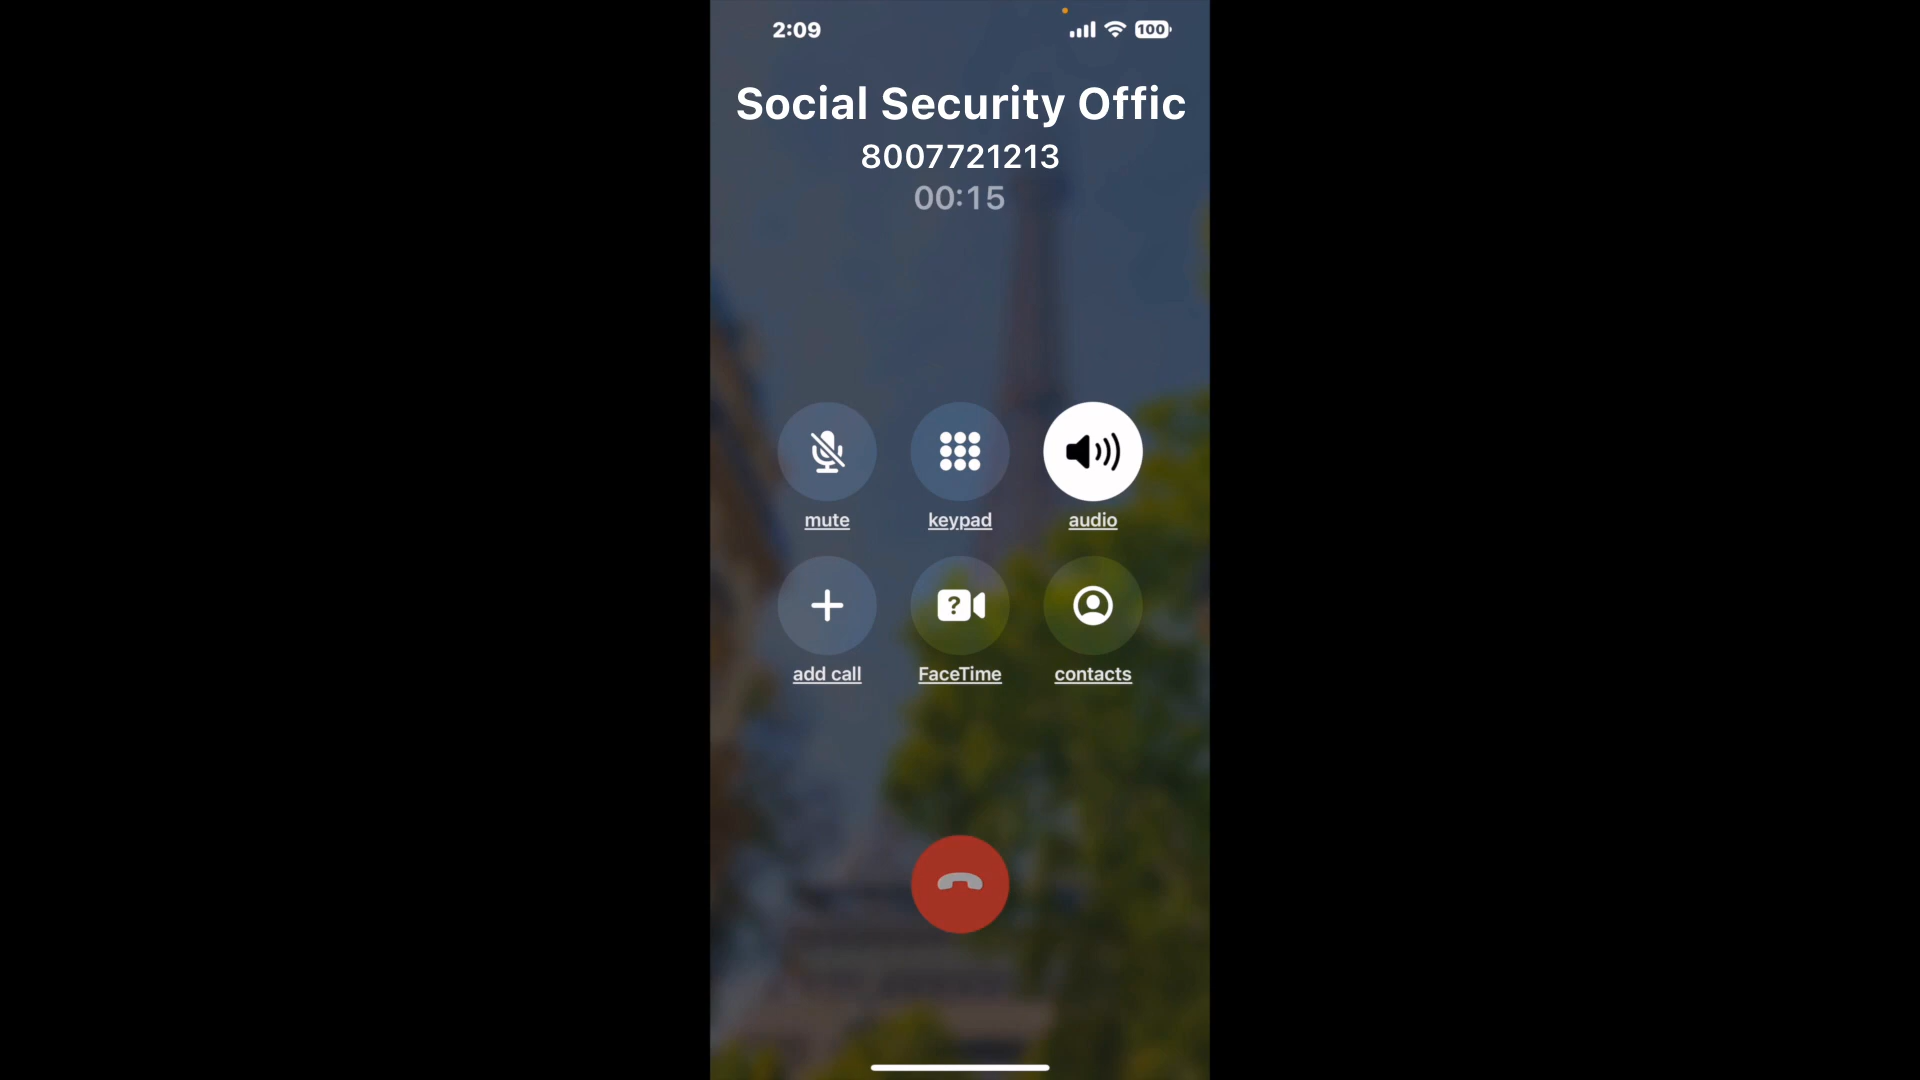 2:09
100
Social Security Offic
8007721213
00:15
mute
keypad
audio
?
add call
FaceTime
contacts